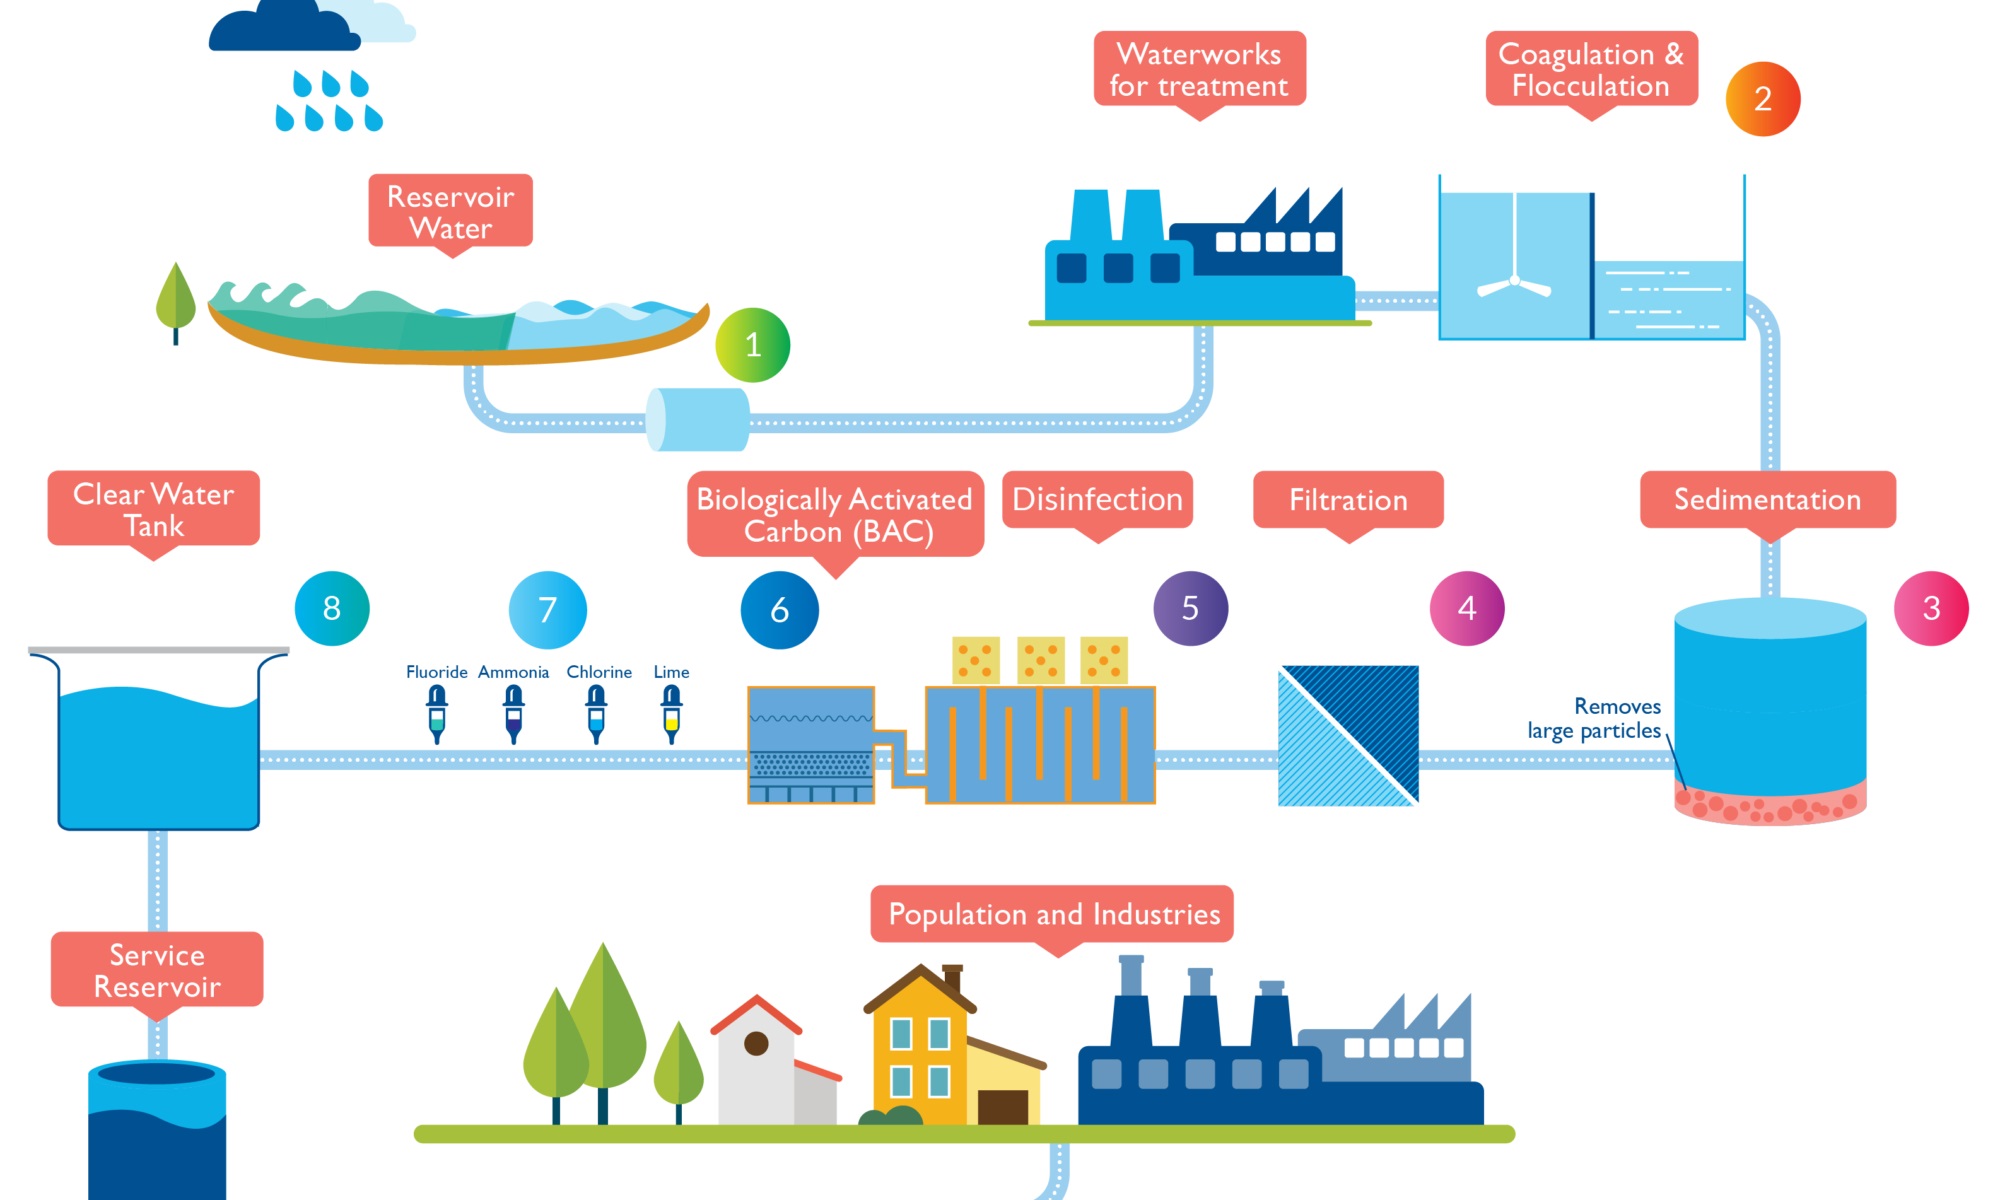 Waterworks
for treatment
Coagulation &
Flocculation
2
Reservoir
Water
1
Clear Water
Tank
Biologically Activated
Carbon (BAC)
Disinfection
Filtration
Sedimentation
8
7
6
5
4
3
Fluoride
Ammonia
Chlorine
Lime
Removes
large particles
Population and Industries
Service
Reservoir